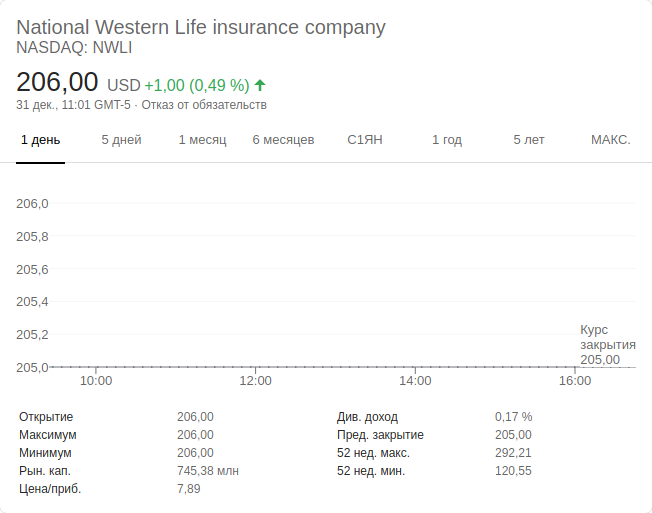 National Western Life insurance company
NASDAQ: NWLI
206,00 USD +1,00 (0,49 %)
31 дек., 11:01 GMT-5 · Отказ от обязательств
1 день 5 дней 1 месяц 6 месяцев С1ЯН 1 год 5 лет МАКС.
206,0
205,8
205,6
205,4
205,2
Курс
закрытия
205,00
205,0
10:00 12:00 14:00 16:00
Открытие 206,00 Див. доход 0,17 %
Максимум 206,00 Пред. закрытие 205,00
Минимум 206,00 52 нед. макс. 292,21
Рын. кап. 745,38 млн 52 нед. мин. 120,55
Цена/приб. 7,89